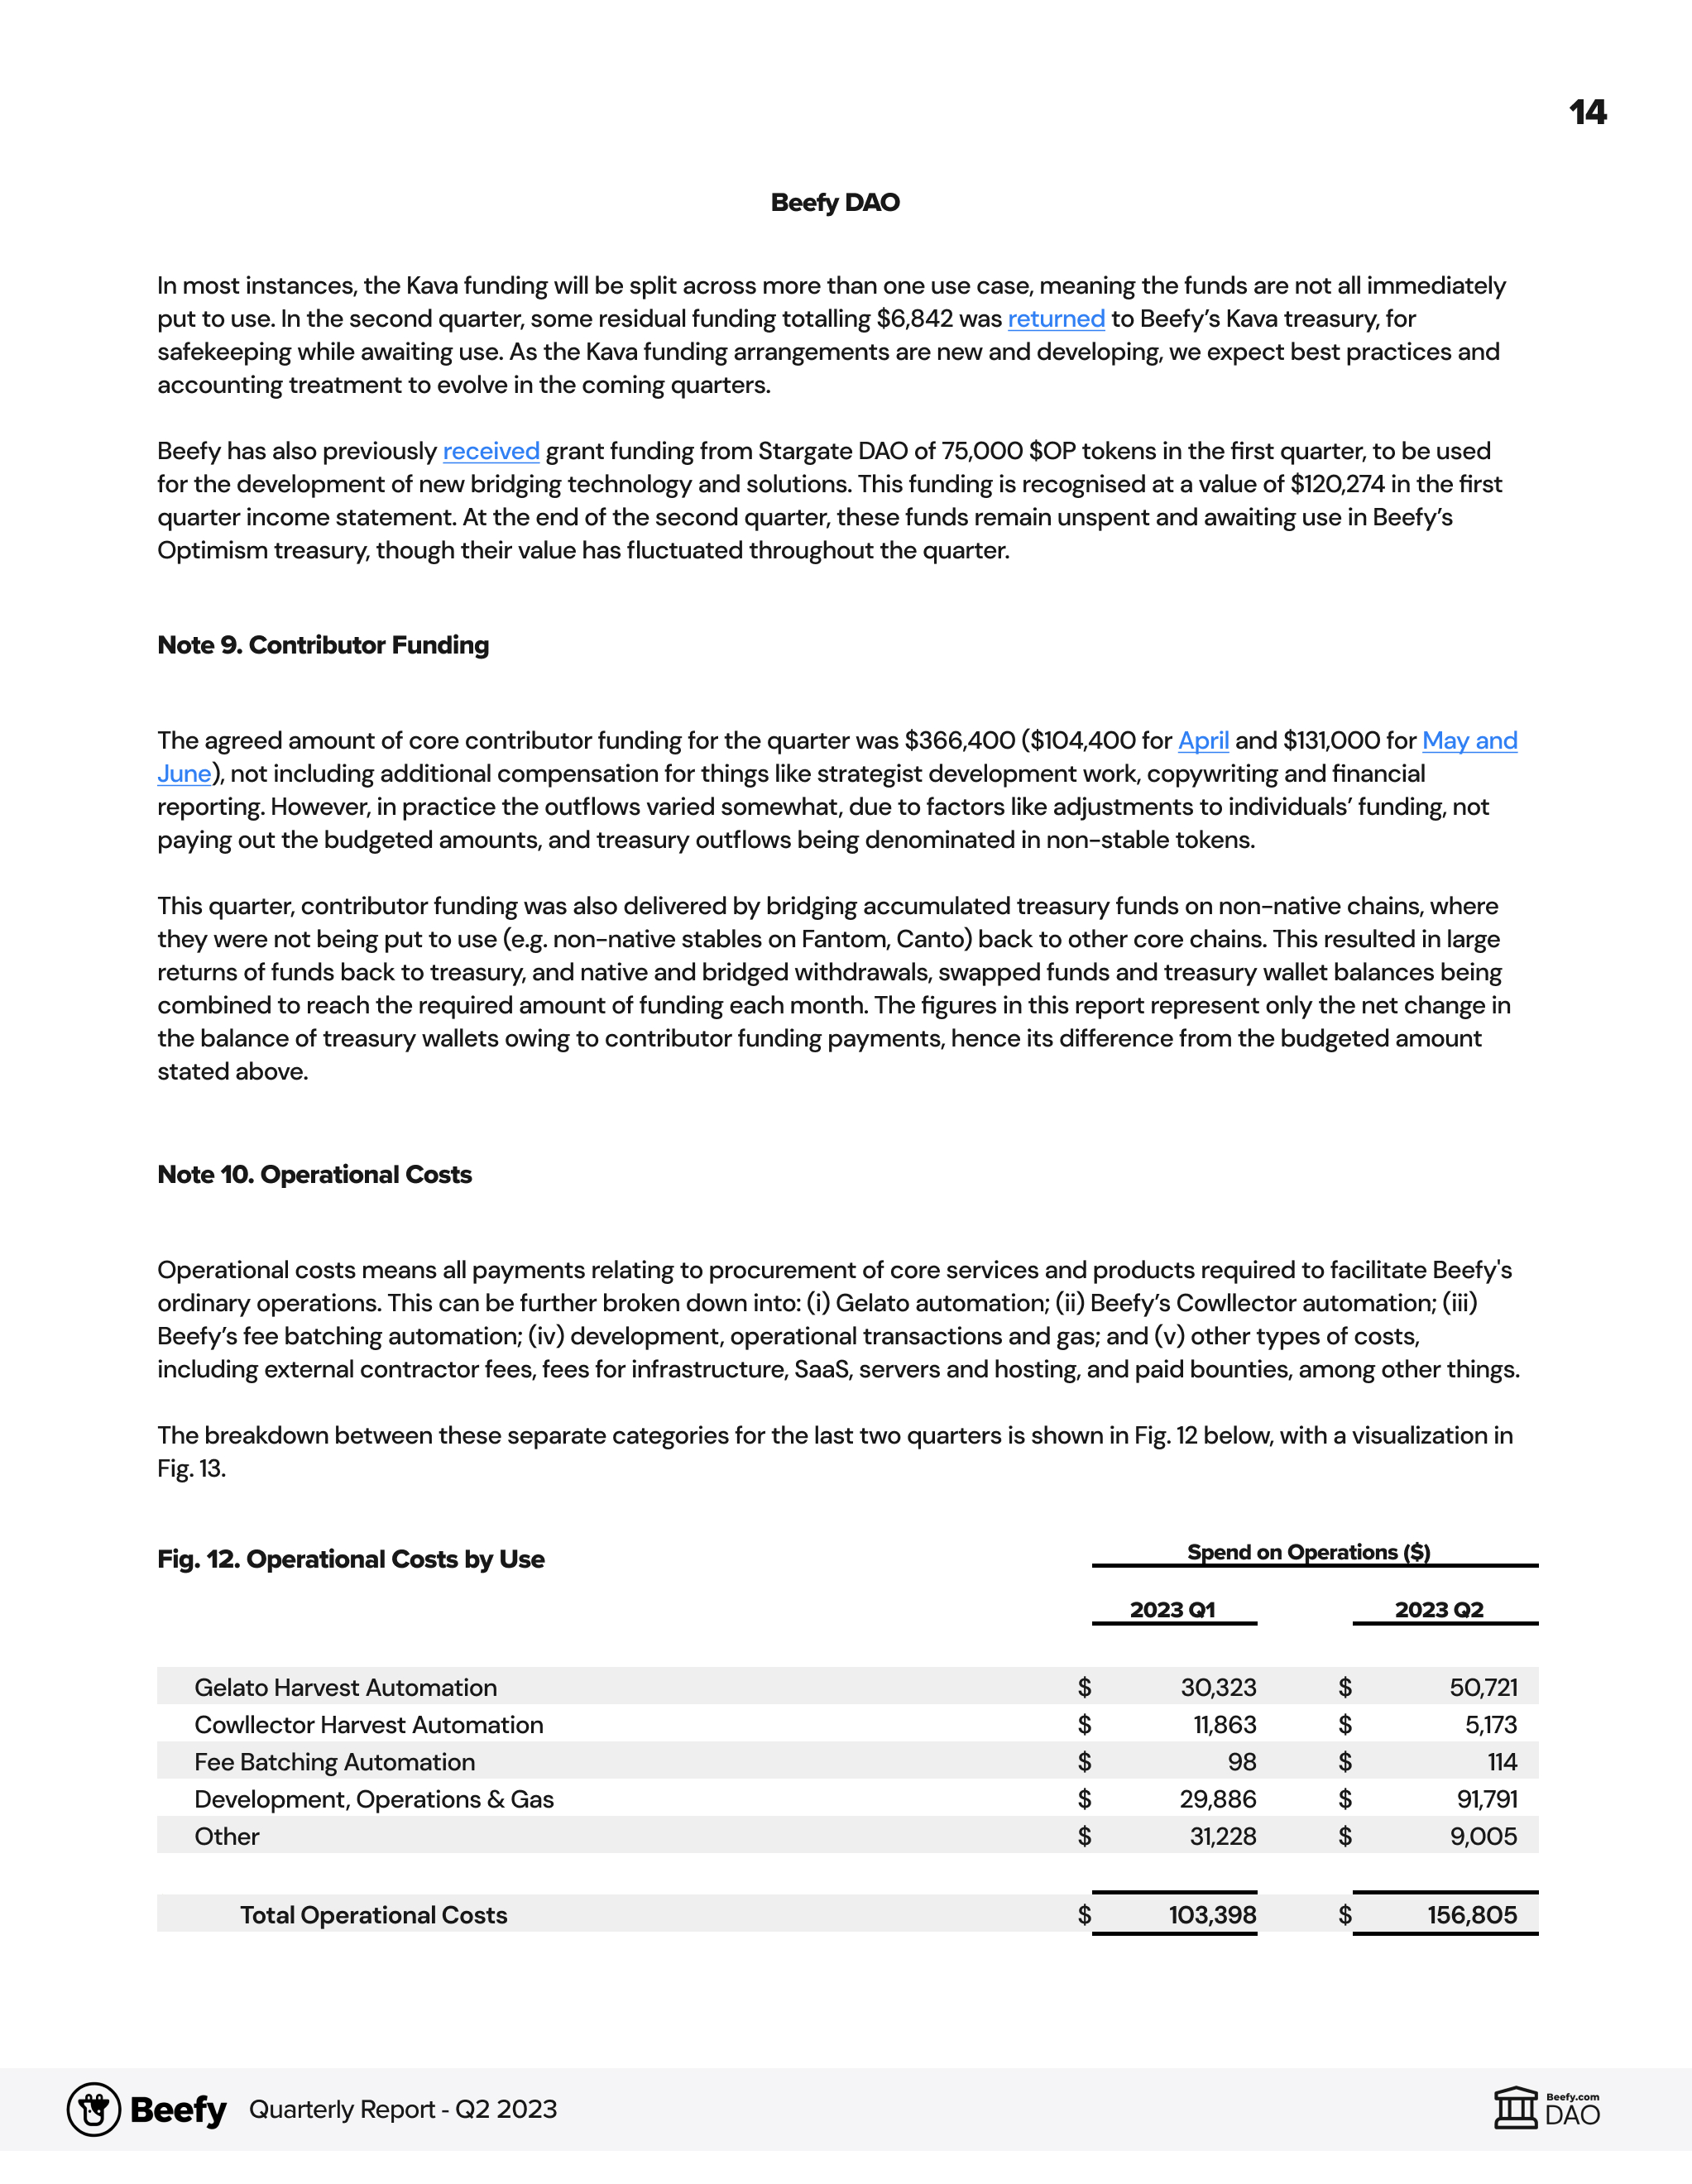 14
Beefy DAO
In most instances, the Kava funding will be split across more than one use case, meaning the funds are not all immediately
put to use. In the second quarter, some residual funding totalling $6,842 was returned to Beefy’s Kava treasury, for
safekeeping while awaiting use. As the Kava funding arrangements are new and developing, we expect best practices and
accounting treatment to evolve in the coming quarters.
Beefy has also previously received grant funding from Stargate DAO of 75,000 $OP tokens in the first quarter, to be used
for the development of new bridging technology and solutions. This funding is recognised at a value of $120,274 in the first
quarter income statement. At the end of the second quarter, these funds remain unspent and awaiting use in Beefy’s
Optimism treasury, though their value has fluctuated throughout the quarter.
Note 9. Contributor Funding
The agreed amount of core contributor funding for the quarter was $366,400 ($104,400 for April and $131,000 for May and
June), not including additional compensation for things like strategist development work, copywriting and financial
reporting. However, in practice the outflows varied somewhat, due to factors like adjustments to individuals’ funding, not
paying out the budgeted amounts, and treasury outflows being denominated in non-stable tokens.
This quarter, contributor funding was also delivered by bridging accumulated treasury funds on non-native chains, where
they were not being put to use (e.g. non-native stables on Fantom, Canto) back to other core chains. This resulted in large
returns of funds back to treasury, and native and bridged withdrawals, swapped funds and treasury wallet balances being
combined to reach the required amount of funding each month. The figures in this report represent only the net change in
the balance of treasury wallets owing to contributor funding payments, hence its difference from the budgeted amount
stated above.
Note 10. Operational Costs
Operational costs means all payments relating to procurement of core services and products required to facilitate Beefy's
ordinary operations. This can be further broken down into: (i) Gelato automation; (ii) Beefy’s Cowllector automation; (iii)
Beefy’s fee batching automation; (iv) development, operational transactions and gas; and (v) other types of costs,
including external contractor fees, fees for infrastructure, SaaS, servers and hosting, and paid bounties, among other things.
The breakdown between these separate categories for the last two quarters is shown in Fig. 12 below, with a visualization in
Fig. 13.
Fig. 12. Operational Costs by Use Spend on Operations ($)
2023 Q1 2023 Q2
Gelato Harvest Automation $ 30,323 $ 50,721
Cowllector Harvest Automation $ 11,863 $ 5,173
Fee Batching Automation $ 98 $ 114
Development, Operations & Gas $ 29,886 $ 91,791
Other $ 31,228 $ 9,005
Total Operational Costs $ 103,398 $ 156,805
Beefy Quarterly Report - Q2 2023
Beefy.com
DAO